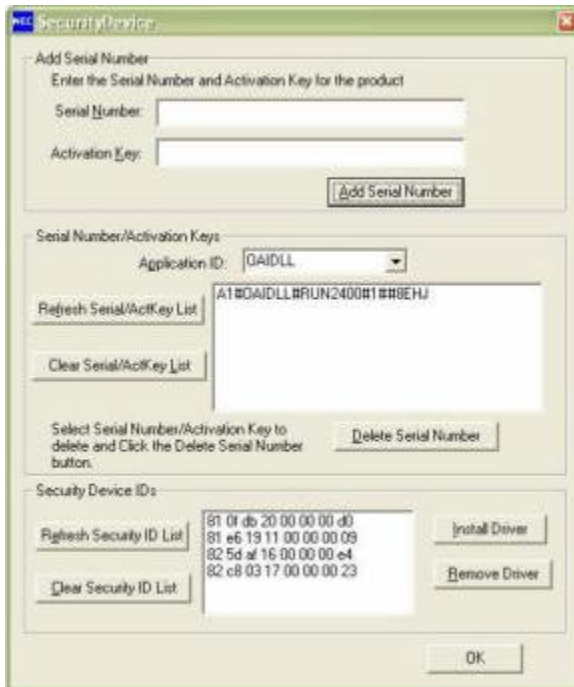 NEC SecurityDevice
Add Serial Number
Enter the Serial Number and Activation Key for the product
Serial Number:
Activation Key:
Add Serial Number
Serial Number/Activation Keys
Application ID: OAIDLL
Refresh Serial/ActKey List
A1#OAIDLL#RUN2400#1##8EHJ
Clear Serial/ActKey List
Select Serial Number/Activation Key to
delete and Click the Delete Serial Number
button.
Delete Serial Number
Security Device IDs
Refresh Security ID List
81 0f db 20 00 00 00 d0
81 e6 19 11 00 00 00 09
82 5d af 16 00 00 00 e4
82 c8 03 17 00 00 00 23
Install Driver
Clear Security ID List
Remove Driver
OK